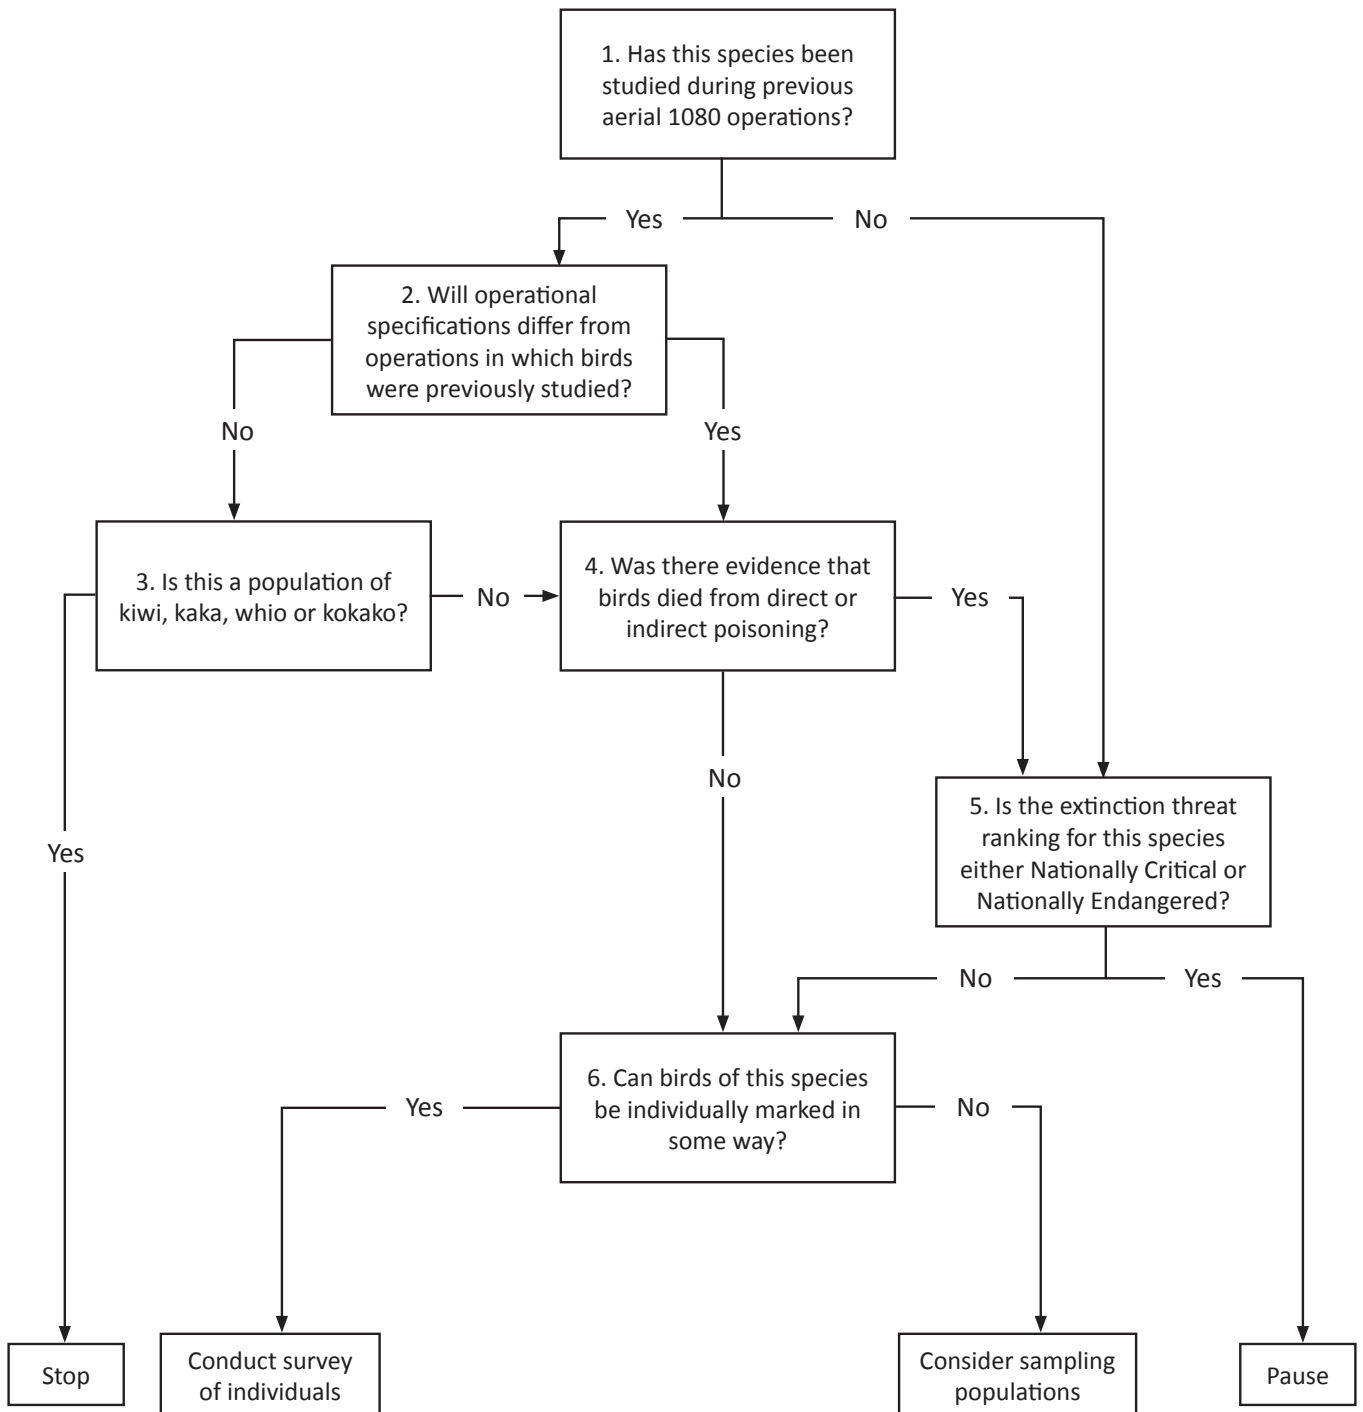 1. Has this species been
studied during previous
aerial 1080 operations?
Yes
No
2. Will operational
specifications differ from
operations in which birds
were previously studied?
No
Yes
3. Is this a population of
kiwi, kaka, whio or kokako?
No
4. Was there evidence that
birds died from direct or
indirect poisoning?
Yes
No
Yes
5. Is the extinction threat
ranking for this species
either Nationally Critical or
Nationally Endangered?
No
Yes
6. Can birds of this species
be individually marked in
some way?
Yes
No
Stop
Conduct survey
of individuals
Consider sampling
populations
Pause